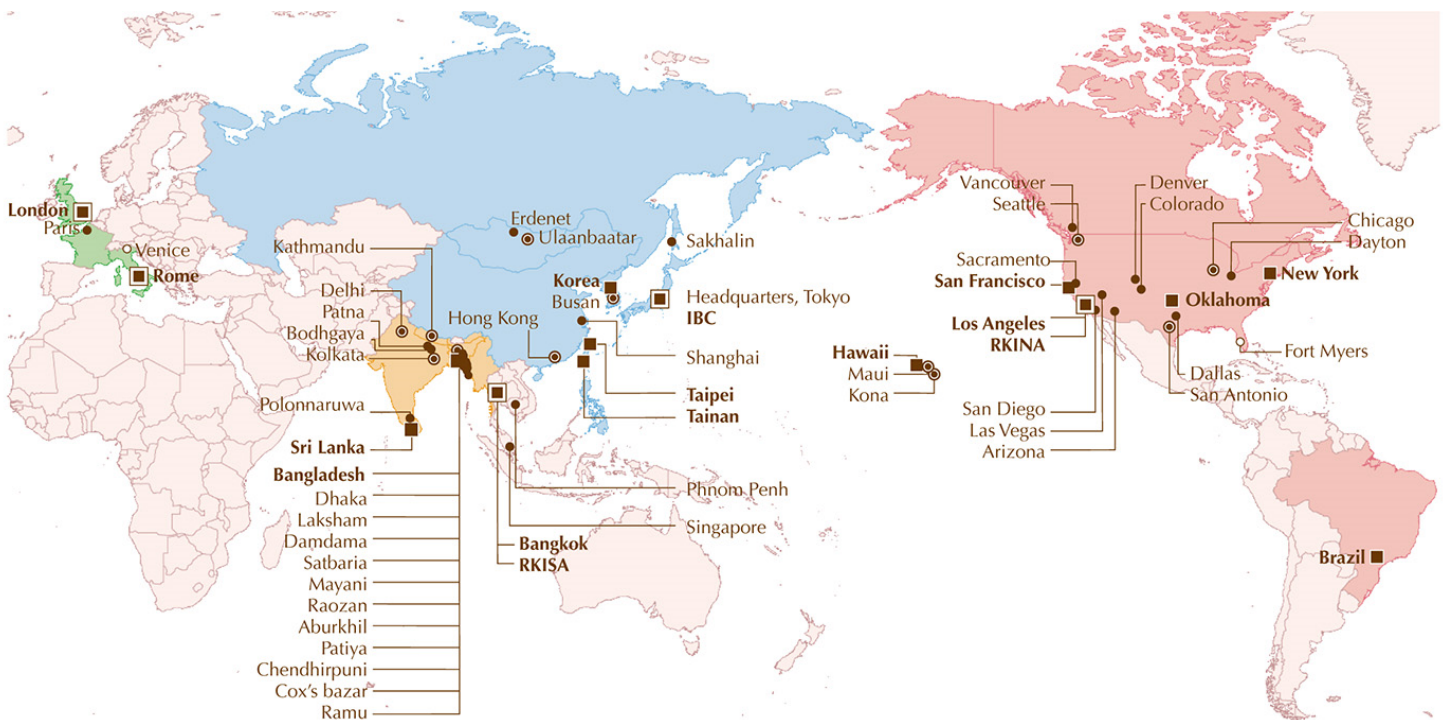 London
Paris
Venice
Rome
Kathmandu
Delhi
Patna
Bodhgaya
Kolkata
Polonnaruwa
Sri Lanka
Bangladesh
Dhaka
Laksham
Damdama
Satbaria
Mayani
Raozan
Aburkhil
Patiya
Chendhirpuni
Cox's bazar
Ramu
Erdenet
Ulaanbaatar
Sakhalin
Korea
Busan
Headquarters, Tokyo
IBC
Hong Kong
Shanghai
Taipei
Tainan
Phnom Penh
Singapore
Bangkok
RKISA
Hawaii
Maui
Kona
Vancouver
Seattle
Sacramento
San Francisco
Los Angeles
RKINA
San Diego
Las Vegas
Arizona
Denver
Colorado
Chicago
Dayton
New York
Oklahoma
Fort Myers
Dallas
San Antonio
Brazil